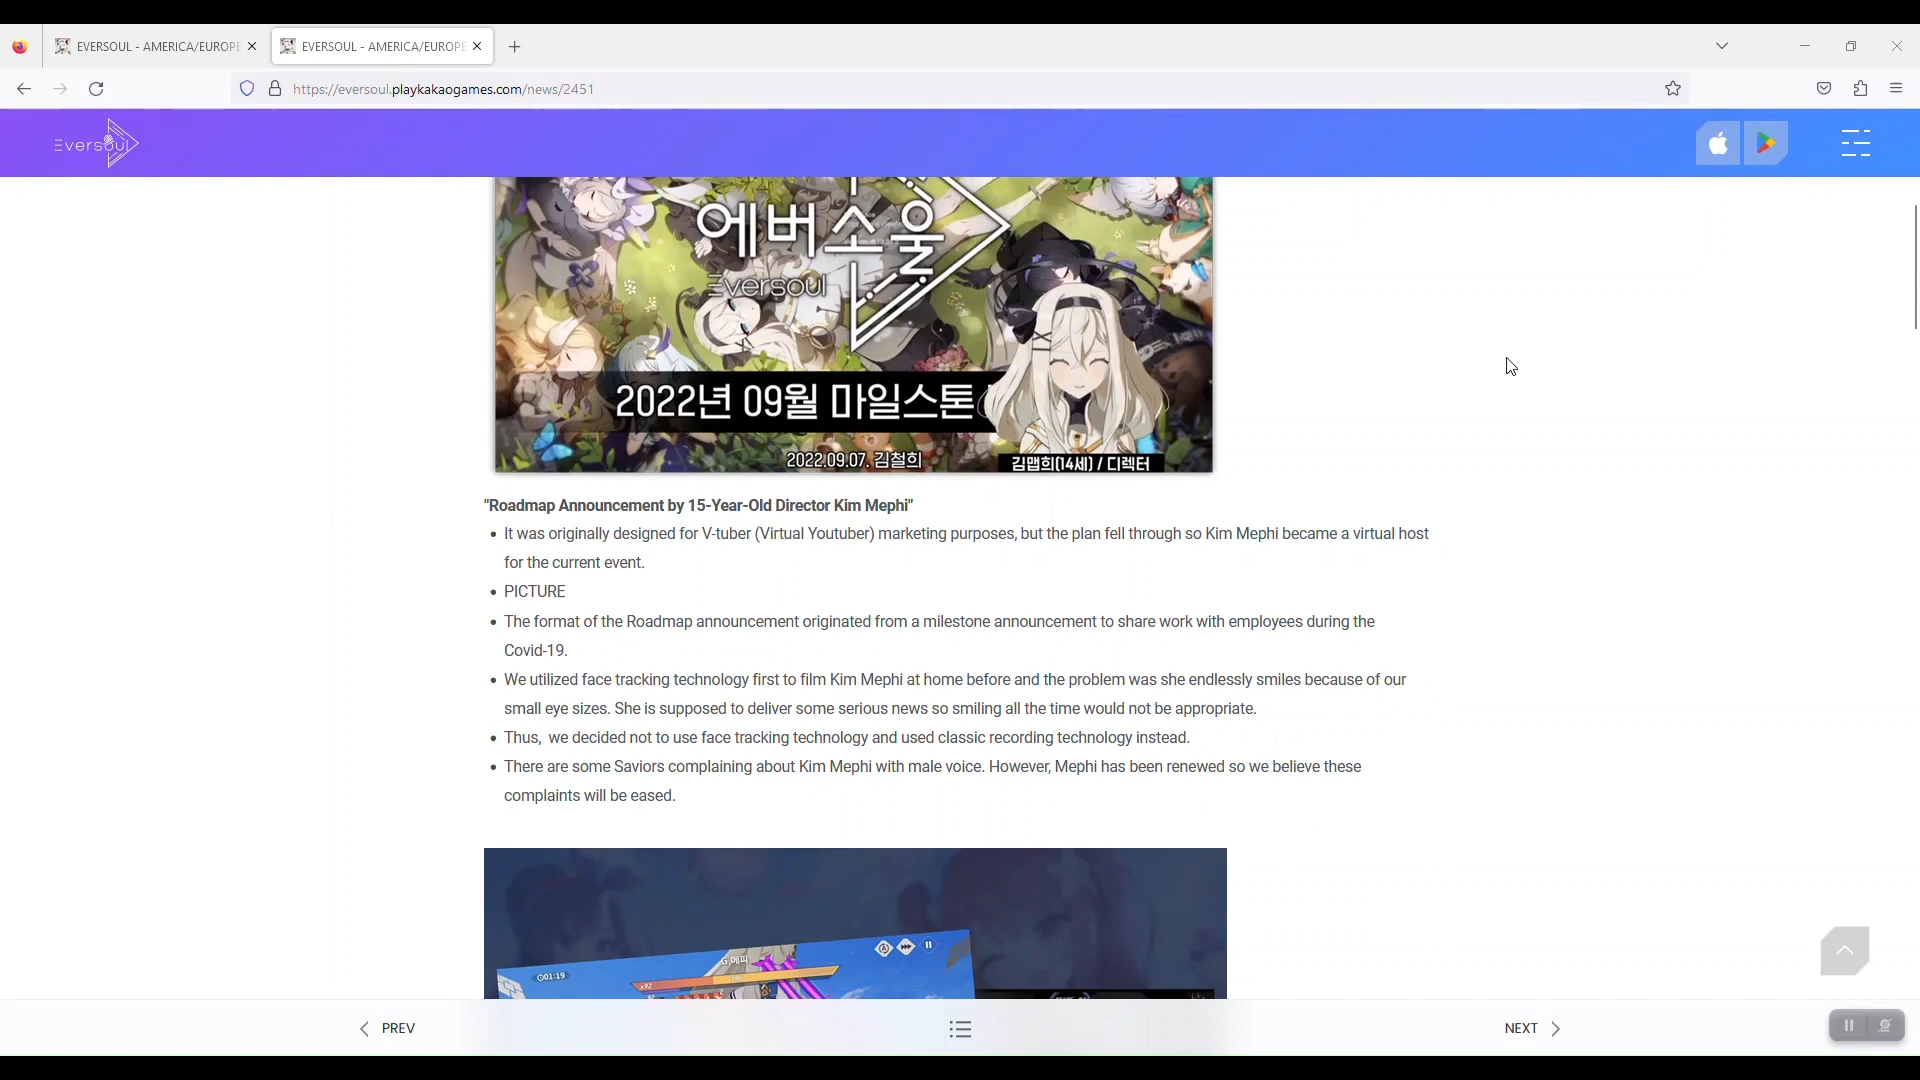 EVERSOUL - AMERICA/EUROPE
EVERSOUL - AMERICA/EUROPE
https://eversoul.playkakaogames.com/news/2451
Eversoul
에버소울
Eversoul
2022년 09월 마일스톤
2022.09.07. 김철희
김맵희(14세) / 디렉터
"Roadmap Announcement by 15-Year-Old Director Kim Mephi"
• It was originally designed for V-tuber (Virtual Youtuber) marketing purposes, but the plan fell through so Kim Mephi became a virtual host
for the current event.
• PICTURE
• The format of the Roadmap announcement originated from a milestone announcement to share work with employees during the
Covid-19.
• We utilized face tracking technology first to film Kim Mephi at home before and the problem was she endlessly smiles because of our
small eye sizes. She is supposed to deliver some serious news so smiling all the time would not be appropriate.
• Thus, we decided not to use face tracking technology and used classic recording technology instead.
• There are some Saviors complaining about Kim Mephi with male voice. However, Mephi has been renewed so we believe these
complaints will be eased.
G.메피
01:19
x92
PREV
NEXT